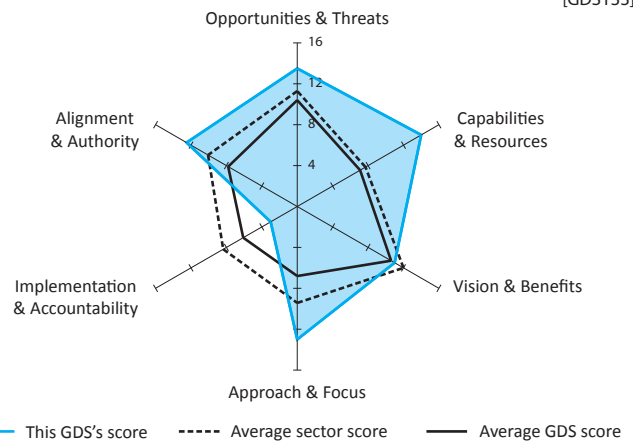 [GDS133]
Opportunities & Threats
16
12
8
4
Alignment
& Authority
Capabilities
& Resources
Implementation
& Accountability
Vision & Benefits
Approach & Focus
This GDS's score
Average sector score
Average GDS score